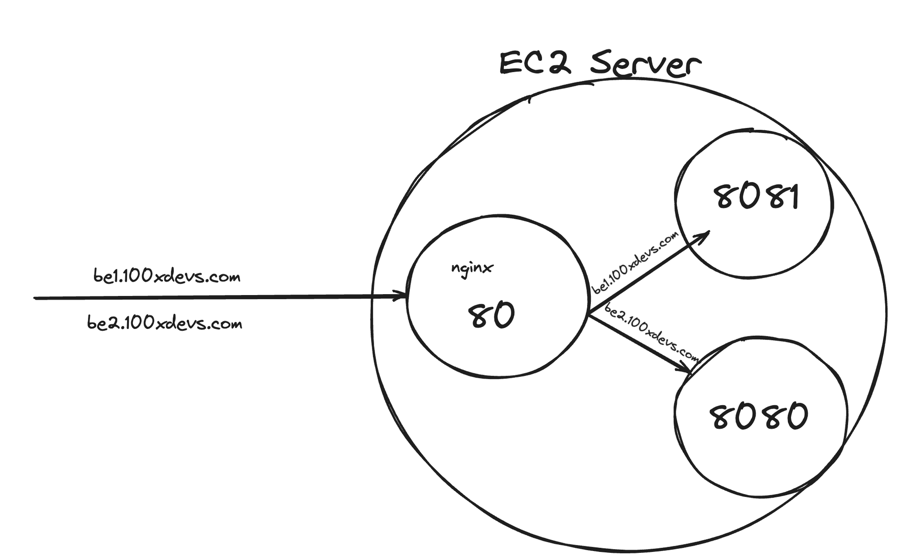 EC2 Server
8081
be1.100xdevs.com
nginx
be1.100xdevs.com
80
be2.100xdevs.com
be2.100xdevs.com
8080